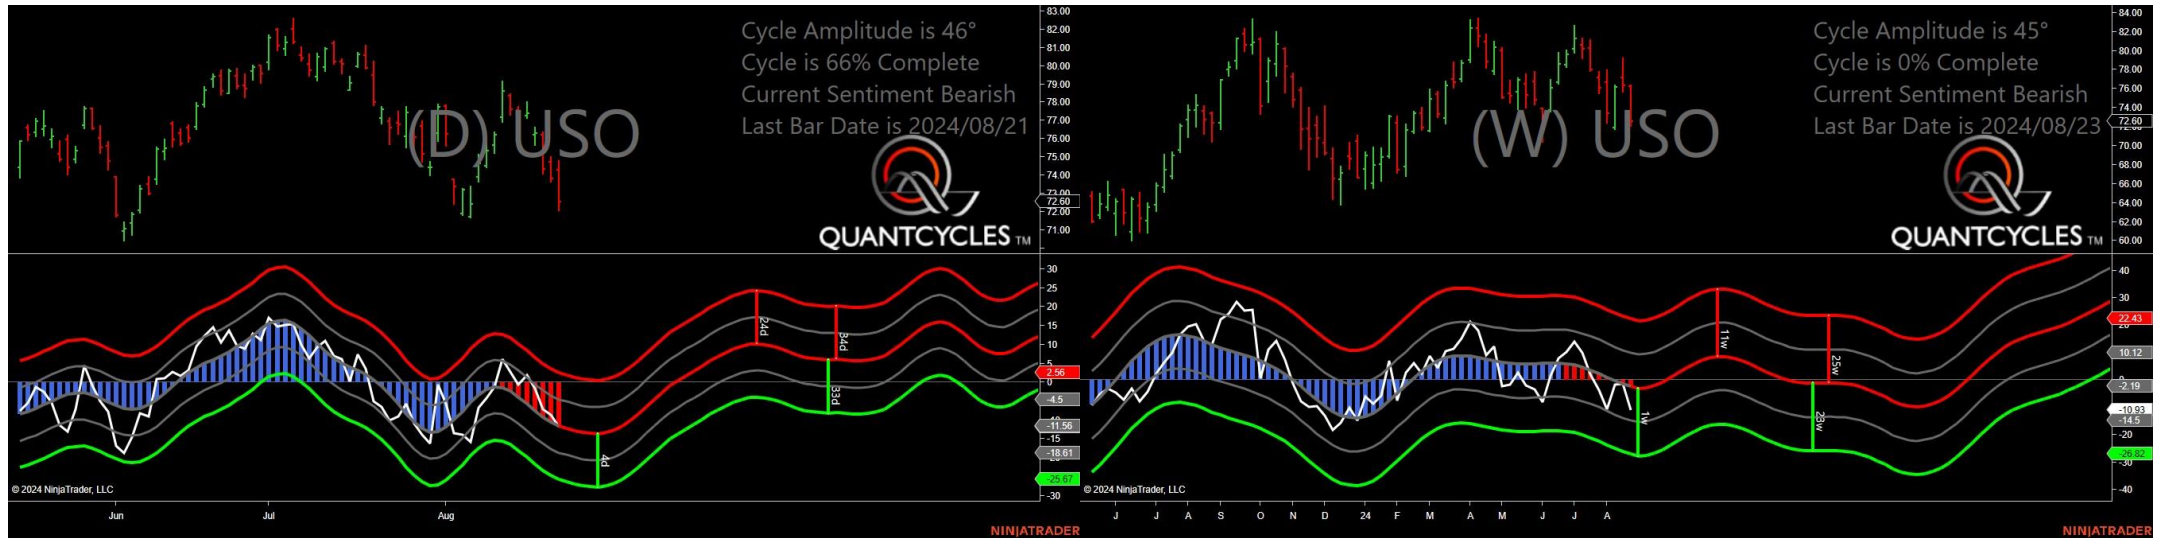 Cycle Amplitude is 46°
Cycle is 66% Complete
Current Sentiment Bearish
Last Bar Date is 2024/08/21
(D) USO
QUANTCYCLES TM
83.00
82.00
81.00
80.00
79.00
78.00
77.00
76.00
75.00
74.00
73.00
72.60
72.00
71.00
30
25
20
15
10
5
2.56
0
-4.5
-11.56
-15
-18.61
-25.67
-30
24d
34d
33d
4d
© 2024 NinjaTrader, LLC
Jun Jul Aug
NINJATRADER
Cycle Amplitude is 45°
Cycle is 0% Complete
Current Sentiment Bearish
Last Bar Date is 2024/08/23
(W) USO
QUANTCYCLES TM
84.00
82.00
80.00
78.00
76.00
74.00
72.60
70.00
68.00
66.00
64.00
62.00
60.00
40
30
22.43
10.12
-2.19
-10.93
-14.5
-20
-26.82
-30
-40
11w
25w
1w
© 2024 NinjaTrader, LLC
J J A S O N D 24 F M A M J J A
NINJATRADER